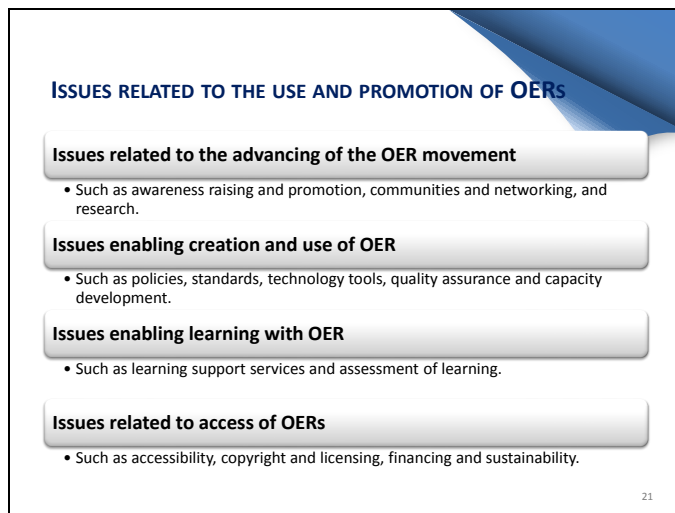 ISSUES RELATED TO THE USE AND PROMOTION OF OERS
Issues related to the advancing of the OER movement
• Such as awareness raising and promotion, communities and networking, and
research.
Issues enabling creation and use of OER
• Such as policies, standards, technology tools, quality assurance and capacity
development.
Issues enabling learning with OER
• Such as learning support services and assessment of learning.
Issues related to access of OERs
• Such as accessibility, copyright and licensing, financing and sustainability.
21